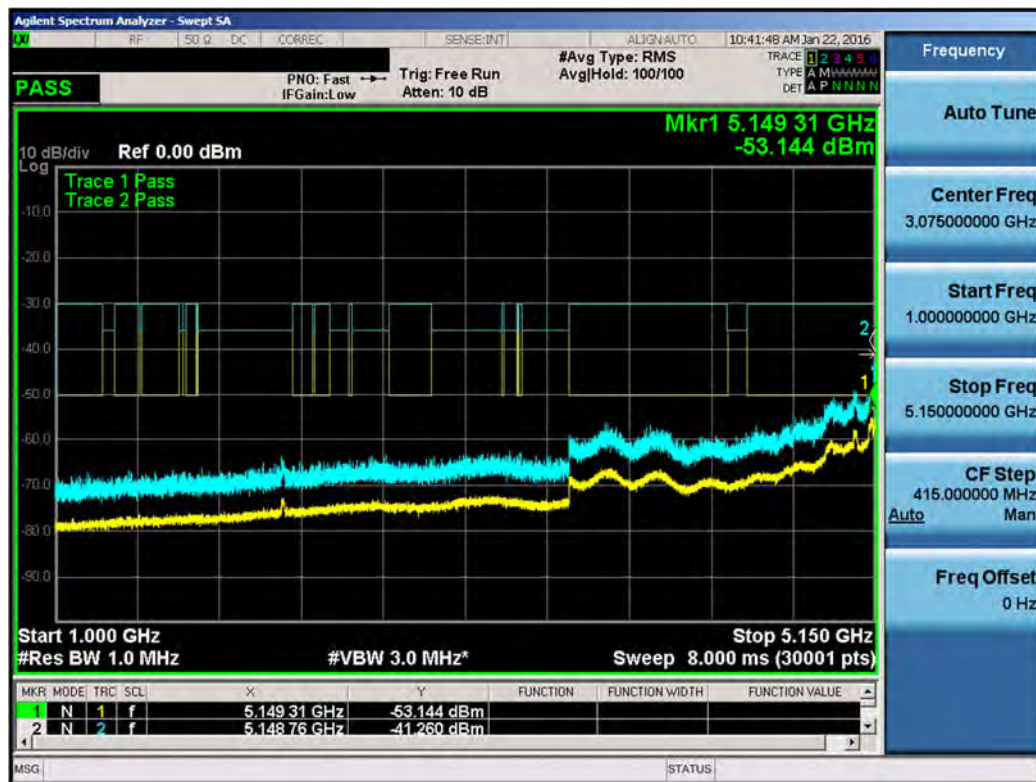 Agilent Spectrum Analyzer - Swept SA
RF 50 Ω DC CORREC SENSE:INT ALIGN AUTO 10:41:48 AM Jan 22, 2016
PASS
PNO: Fast
IFGain:Low
Trig: Free Run
Atten: 10 dB
#Avg Type: RMS
Avg|Hold: 100/100
TRACE 1 2 3 4 5 6
TYPE A M
DET A P N N N N
Mkr1 5.149 31 GHz
-53.144 dBm
10 dB/div Ref 0.00 dBm
Log
Trace 1 Pass
Trace 2 Pass
-10.0
-20.0
-30.0
2
-40.0
1
-50.0
-60.0
-70.0
-80.0
-90.0
Start 1.000 GHz Stop 5.150 GHz
#Res BW 1.0 MHz #VBW 3.0 MHz* Sweep 8.000 ms (30001 pts)
MKR MODE TRC SCL X Y FUNCTION FUNCTION WIDTH FUNCTION VALUE
1 N 1 f 5.149 31 GHz -53.144 dBm
2 N 2 f 5.148 76 GHz -41.260 dBm
MSG STATUS
Frequency
Auto Tune
Center Freq
3.075000000 GHz
Start Freq
1.000000000 GHz
Stop Freq
5.150000000 GHz
CF Step
415.000000 MHz
Auto Man
Freq Offset
0 Hz